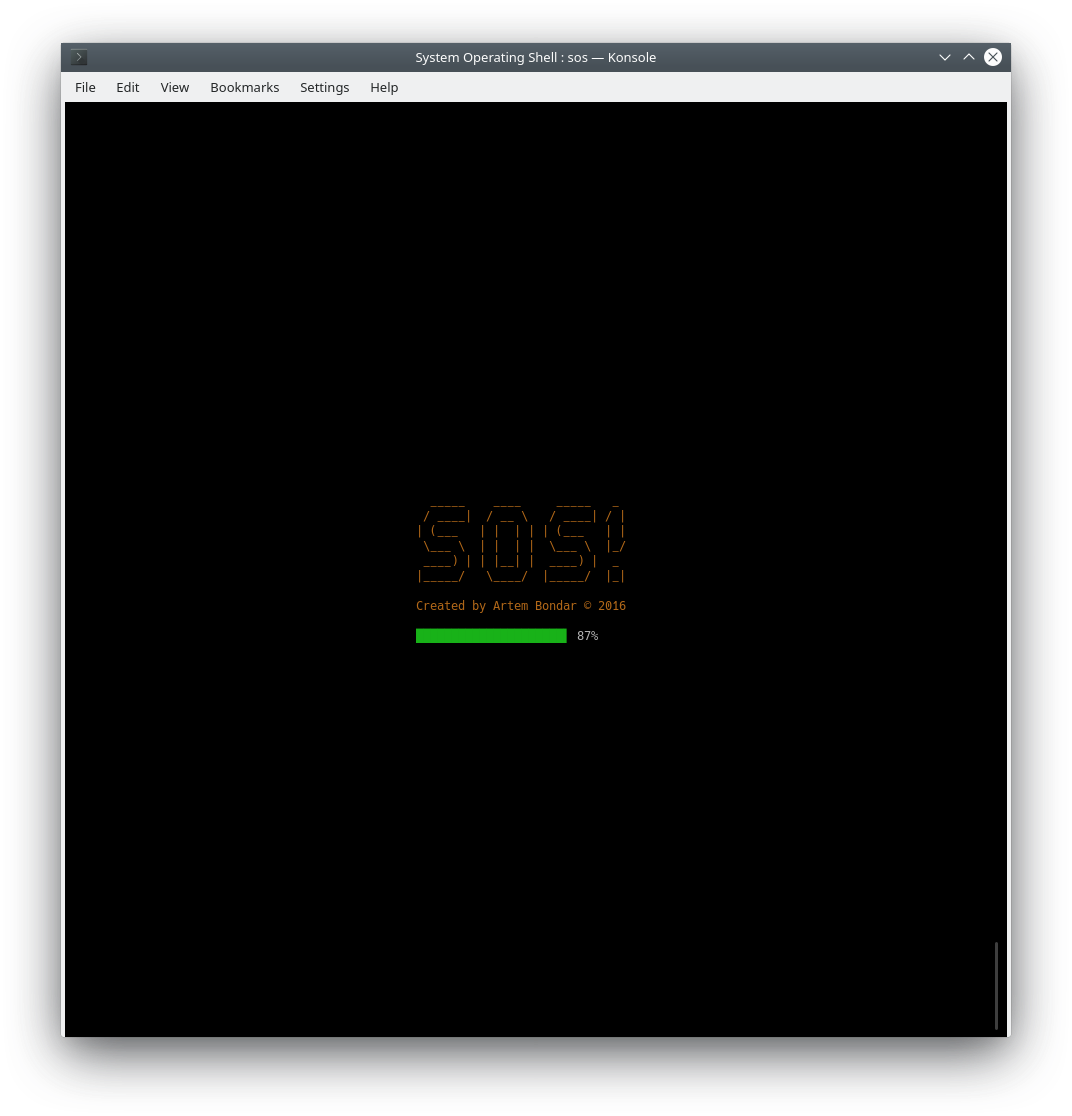 System Operating Shell : sos — Konsole
File Edit View Bookmarks Settings Help
SOS!
Created by Artem Bondar © 2016
87%